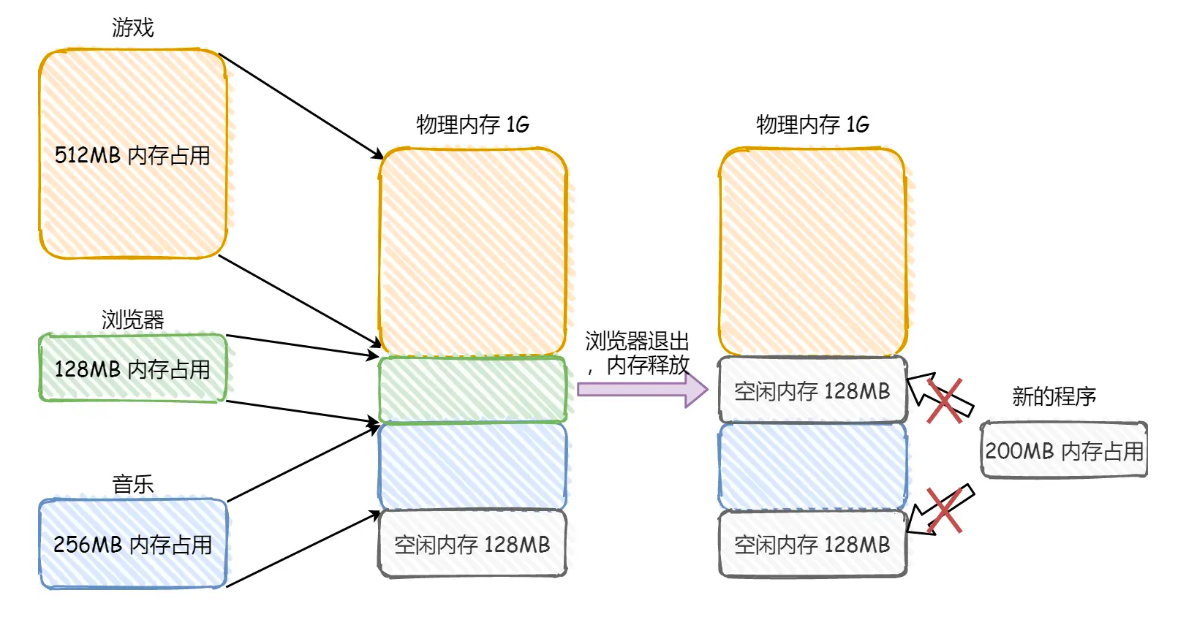 游戏
512MB 内存占用
浏览器
128MB 内存占用
音乐
256MB 内存占用
物理内存 1G
空闲内存 128MB
浏览器退出
，内存释放
物理内存 1G
空闲内存 128MB
空闲内存 128MB
新的程序
200MB 内存占用